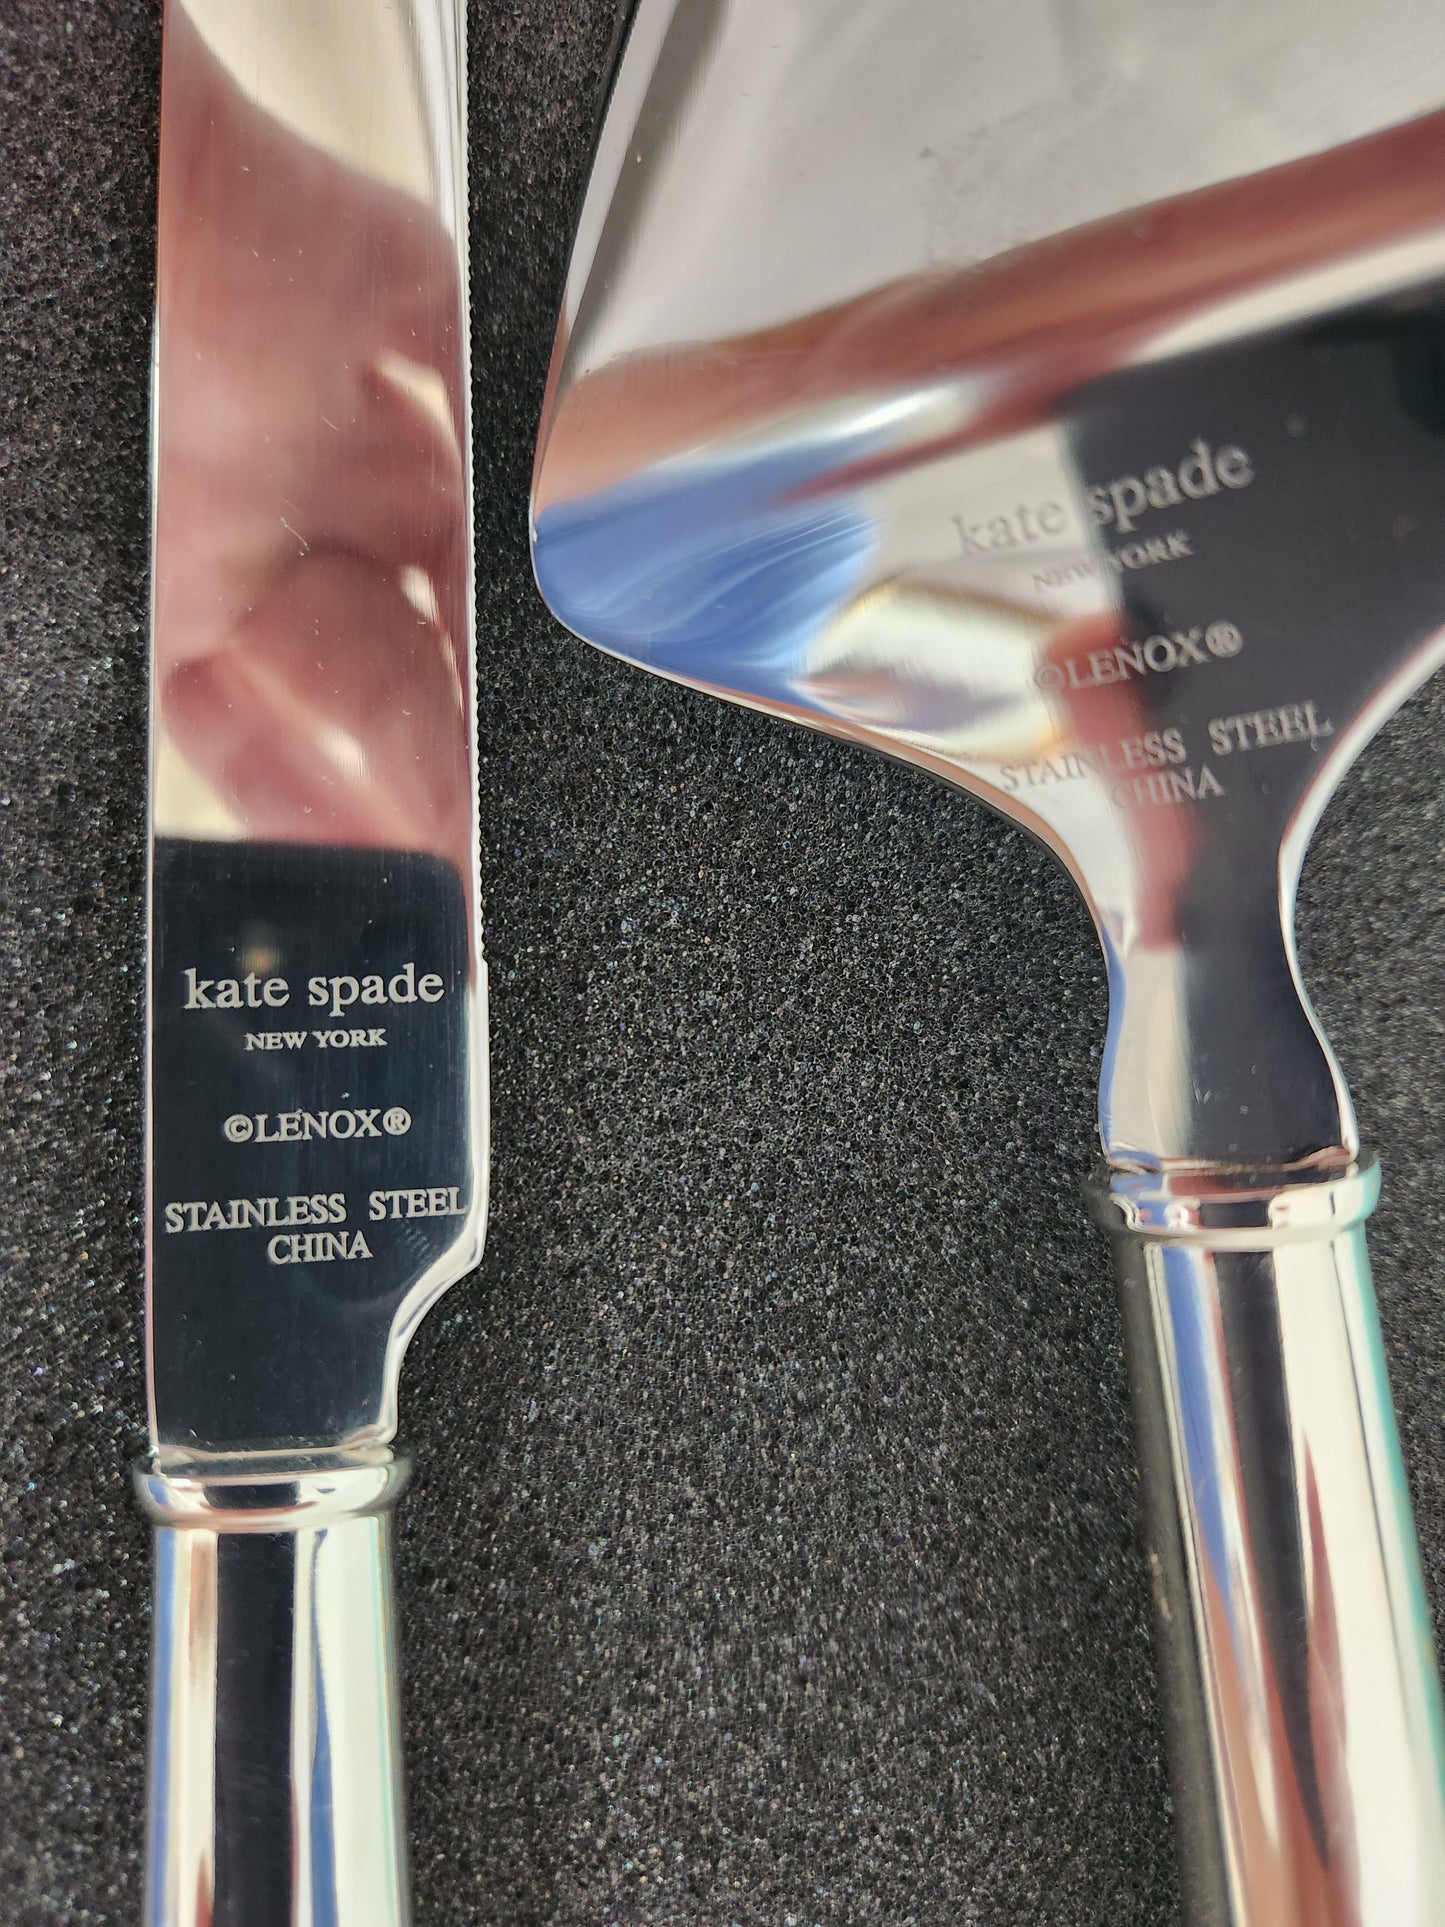 kate spade
NEW YORK
©LENOX®
STAINLESS STEEL
CHINA
kate spade
NEW YORK
©LENOX®
STAINLESS STEEL
CHINA